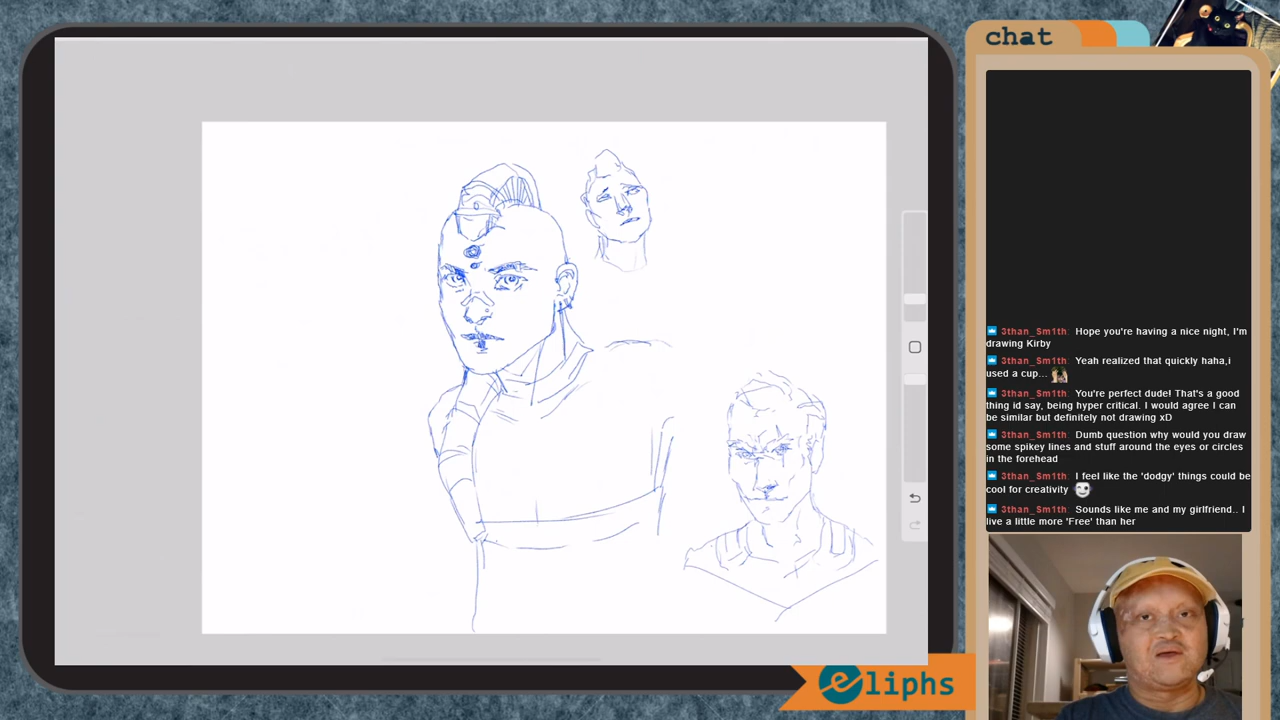 chat
3than_Sm1th: Hope you're having a nice night, I'm
drawing Kirby
3than_Sm1th: Yeah realized that quickly haha,i
used a cup...
3than_Sm1th: You're perfect dude! That's a good
thing id say, being hyper critical. I would agree I can
be similar but definitely not drawing xD
3than_Sm1th: Dumb question why would you draw
some spikey lines and stuff around the eyes or circles
in the forehead
3than_Sm1th: I feel like the 'dodgy' things could be
cool for creativity
3than_Sm1th: Sounds like me and my girlfriend.. I
live a little more 'Free' than her
eliphs